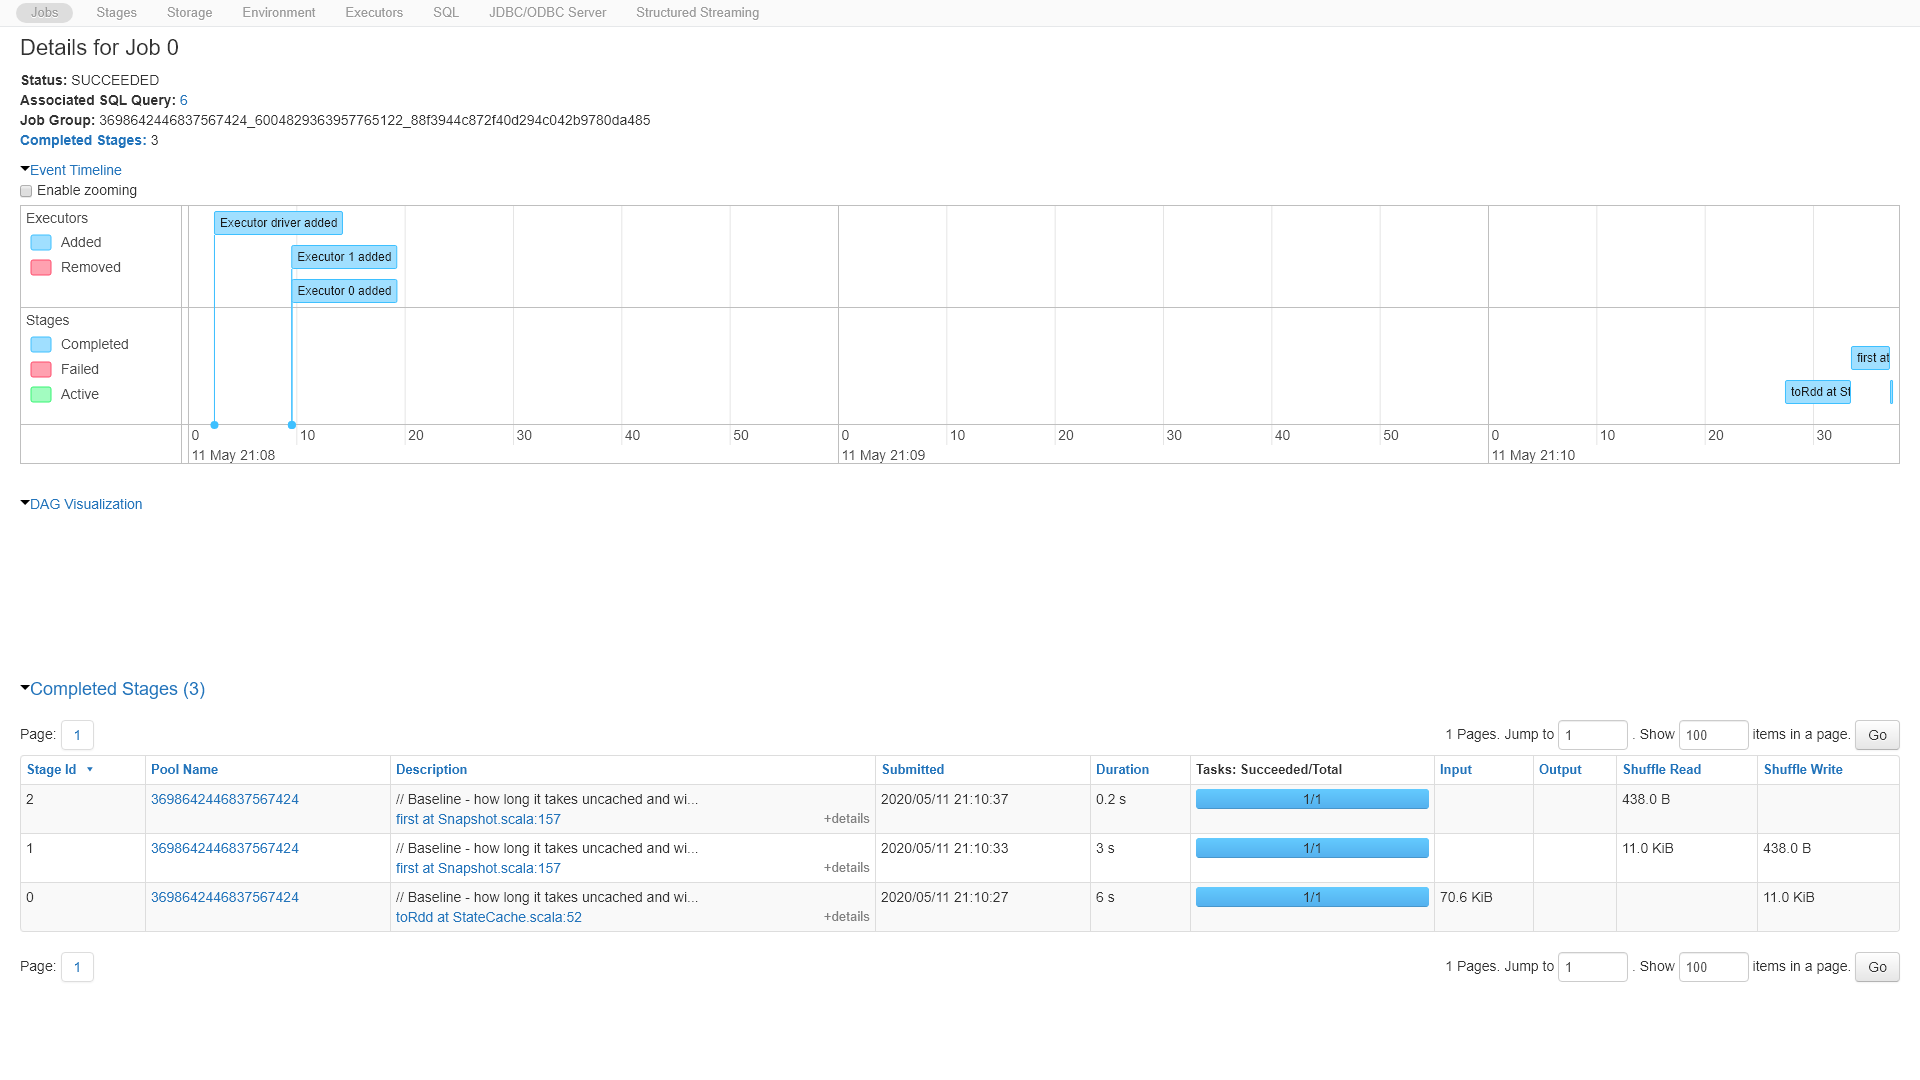 Jobs Stages Storage Environment Executors SQL JDBC/ODBC Server Structured Streaming
Details for Job 0
Status: SUCCEEDED
Associated SQL Query: 6
Job Group: 3698642446837567424_6004829363957765122_88f3944c872f40d294c042b9780da485
Completed Stages: 3
Event Timeline
Enable zooming
Executors
Added
Removed
Executor driver added
Executor 1 added
Executor 0 added
Stages
Completed
Failed
Active
first at
toRdd at St
0 10 20 30 40 50 0 10 20 30 40 50 0 10 20 30
11 May 21:08 11 May 21:09 11 May 21:10
DAG Visualization
Completed Stages (3)
Page: 1 1 Pages. Jump to 1 . Show 100 items in a page. Go
Stage Id Pool Name Description Submitted Duration Tasks: Succeeded/Total Input Output Shuffle Read Shuffle Write
2 3698642446837567424 // Baseline - how long it takes uncached and wi... 2020/05/11 21:10:37 0.2 s 1/1 438.0 B
first at Snapshot.scala:157 +details
1 3698642446837567424 // Baseline - how long it takes uncached and wi... 2020/05/11 21:10:33 3 s 1/1 11.0 KiB 438.0 B
first at Snapshot.scala:157 +details
0 3698642446837567424 // Baseline - how long it takes uncached and wi... 2020/05/11 21:10:27 6 s 1/1 70.6 KiB 11.0 KiB
toRdd at StateCache.scala:52 +details
Page: 1 1 Pages. Jump to 1 . Show 100 items in a page. Go